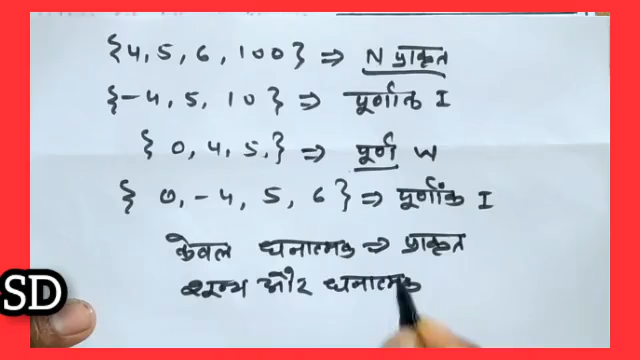 {4, 5, 6, 100} ⇒ N प्राकृत
{-4, 5, 10} ⇒ पूर्णांक I
{ 0, 4, 5,} ⇒ पूर्ण W
{ 0, -4, 5, 6} ⇒ पूर्णांक I
केवल धनात्मक ⇒ प्राकृत
शून्य और धनात्मक
SD